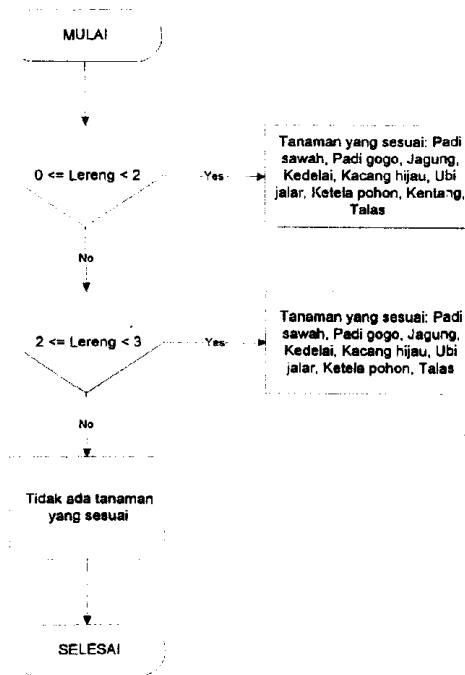 MULAI
0 <= Lereng < 2
Yes
Tanaman yang sesuai: Padi
sawah, Padi gogo, Jagung,
Kedelai, Kacang hijau, Ubi
jalar, Ketela pohon, Kentang,
Talas
No
2 <= Lereng < 3
Yes
Tanaman yang sesuai: Padi
sawah, Padi gogo, Jagung,
Kedelai, Kacang hijau, Ubi
jalar, Ketela pohon, Talas
No
Tidak ada tanaman
yang sesuai
SELESAI